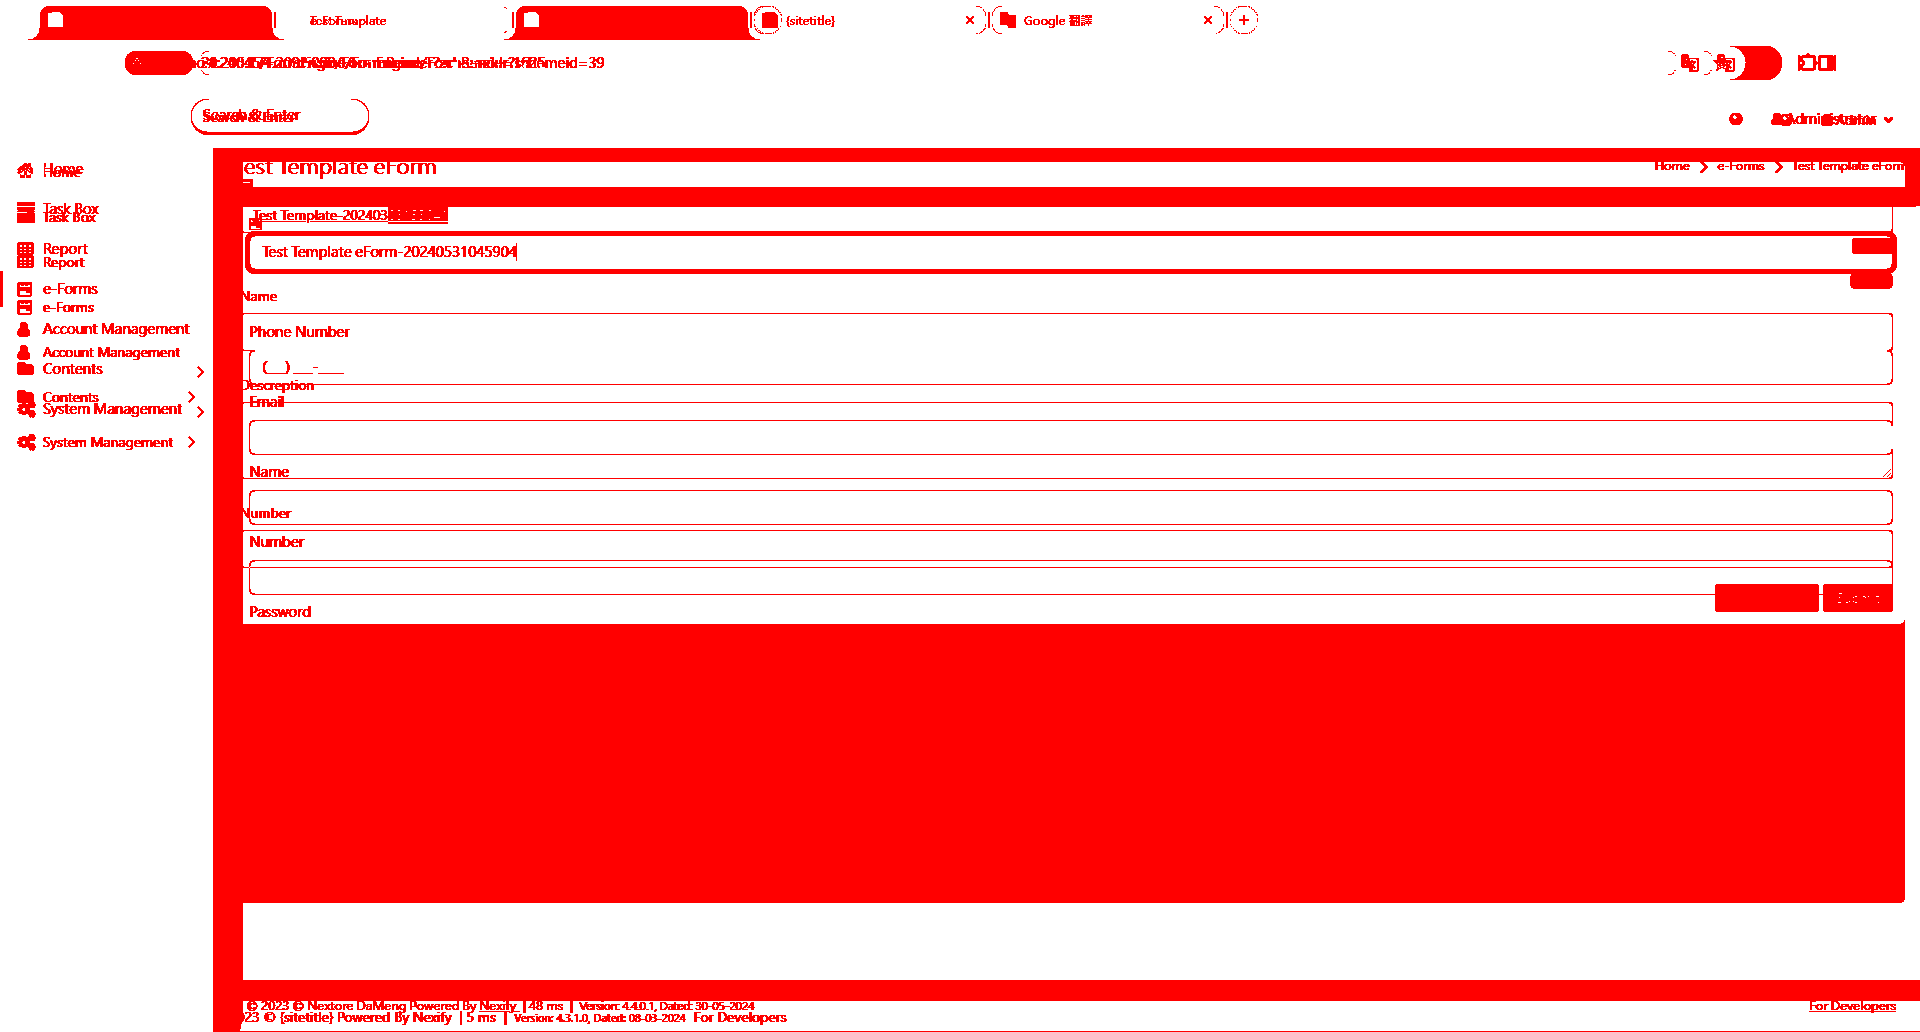 {sitetitle}
Google 翻譯
Search & Enter
Administrator
Home
Home
Task Box
Task Box
Report
Report
e-Forms
e-Forms
Account Management
Account Management
Contents
Contents
System Management
System Management
est Template eForm
Home
e-Forms
Test Template eForm
Test Template-202403
Test Template eForm-20240531045904
Name
Phone Number
(__) ___-____
Descreption
Email
Name
Number
Number
Password
© 2023 © Nextore DaMeng Powered By Nexify | 48 ms | Version: 4.4.0.1, Dated: 30-05-2024
For Developers
23 © {sitetitle} Powered By Nexify | 5 ms | Version: 4.3.1.0, Dated: 08-03-2024 For Developers